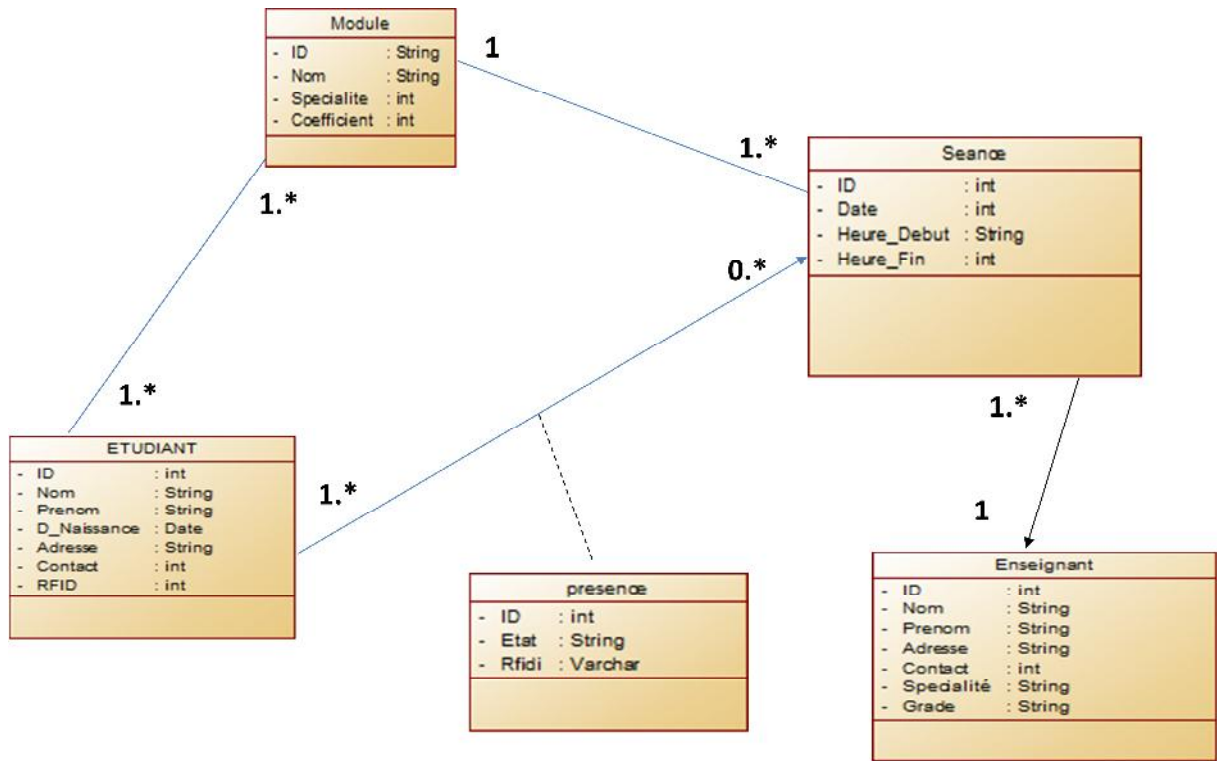 Module
- ID : String
- Nom : String
- Specialite : int
- Coefficient : int
1
1.*
1.*
Seance
- ID : int
- Date : int
- Heure_Debut : String
- Heure_Fin : int
0.*
1.*
1.*
ETUDIANT
- ID : int
- Nom : String
- Prenom : String
- D_Naissance : Date
- Adresse : String
- Contact : int
- RFID : int
1.*
1
presence
- ID : int
- Etat : String
- Rfidi : Varchar
Enseignant
- ID : int
- Nom : String
- Prenom : String
- Adresse : String
- Contact : int
- Specialité : String
- Grade : String